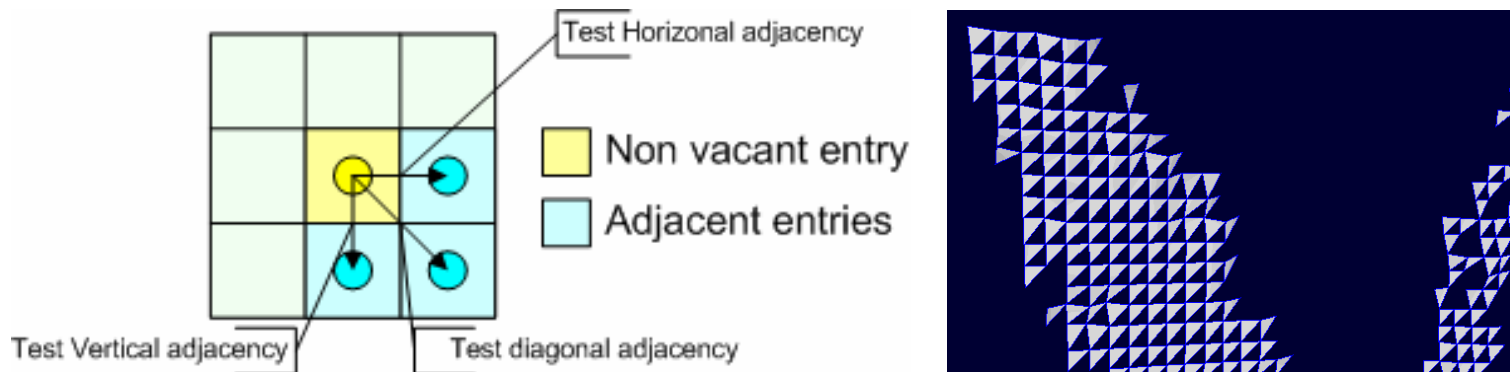 Test Horizonal adjacency
Non vacant entry
Adjacent entries
Test Vertical adjacency
Test diagonal adjacency